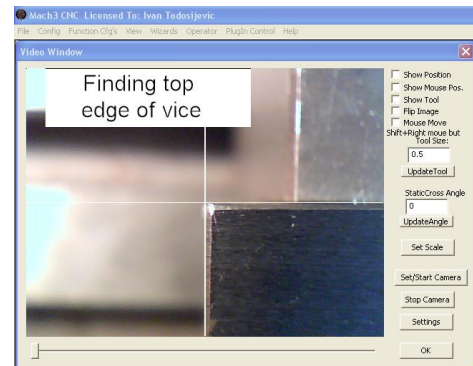 Mach3 CNC Licensed To: Ivan Todosijevic
File Config Function Cfg's View Wizards Operator PlugIn Control Help
Video Window
Finding top
edge of vice
Show Position
Show Mouse Pos.
Show Tool
Flip Image
Mouse Move
Shift+Right moue but
Tool Size:
0.5
UpdateTool
StaticCross Angle
0
UpdateAngle
Set Scale
Set/Start Camera
Stop Camera
Settings
OK